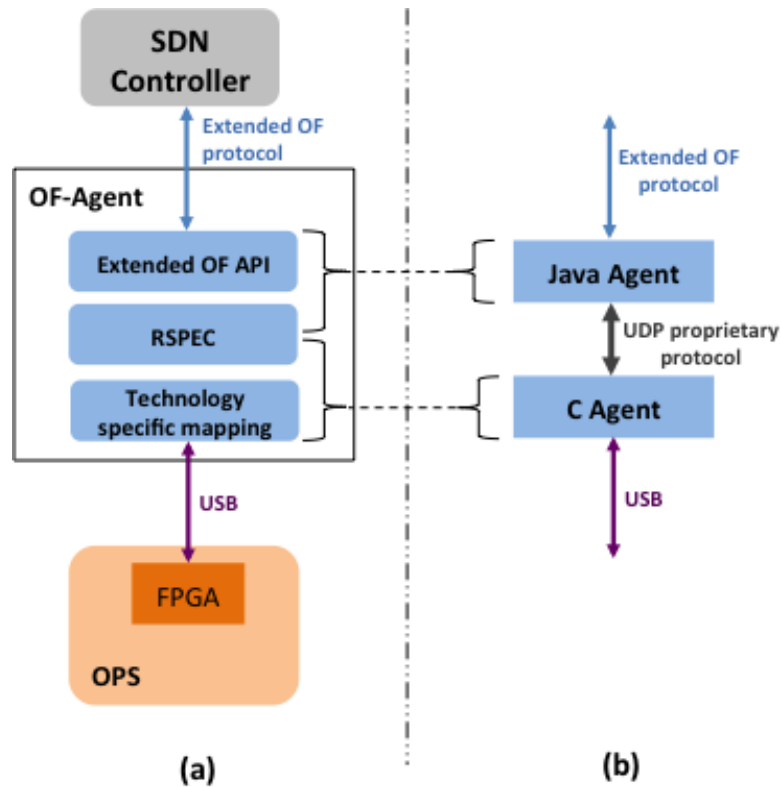 SDN
Controller
Extended OF
protocol
OF-Agent
Extended OF API
RSPEC
Technology
specific mapping
USB
FPGA
OPS
(a)
Extended OF
protocol
Java Agent
UDP proprietary
protocol
C Agent
USB
(b)